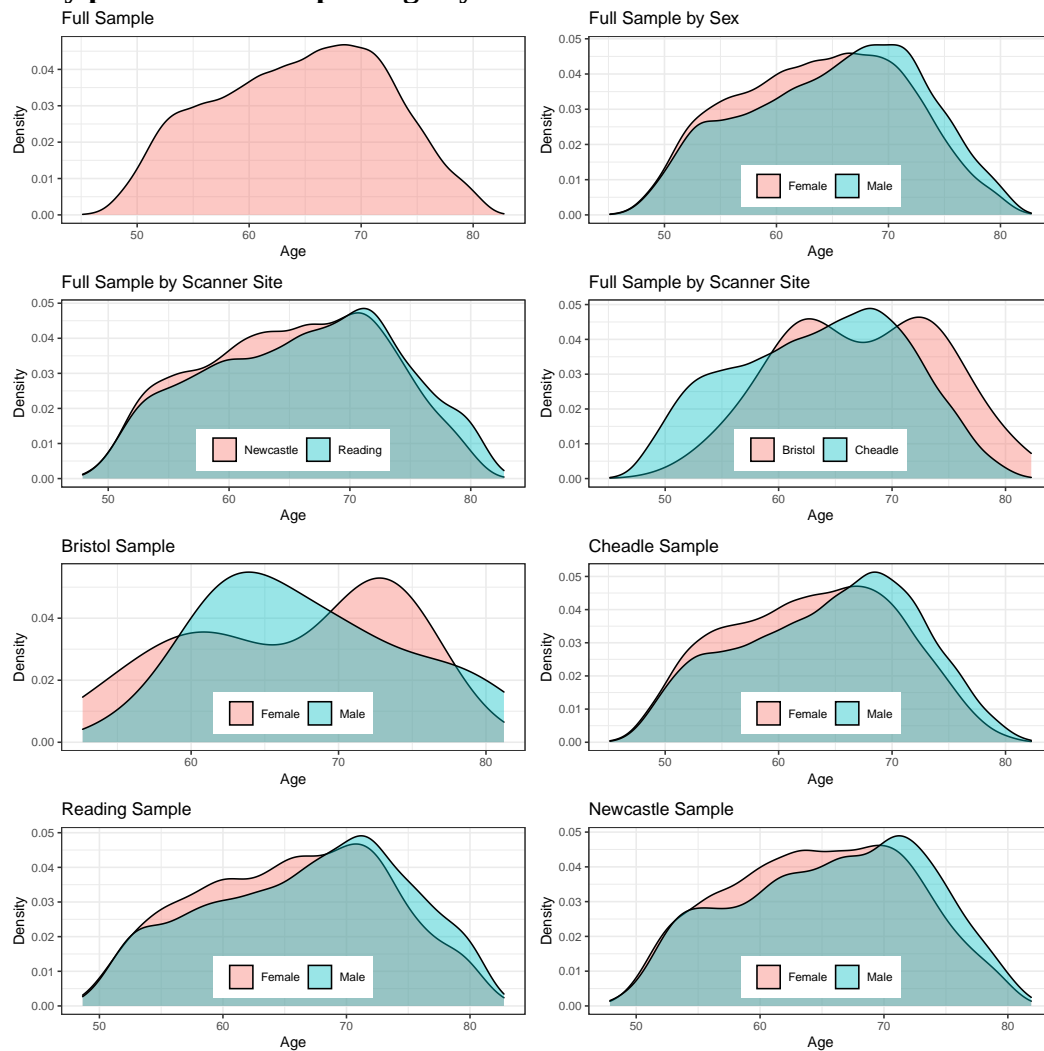 Full Sample
Density
0.04
0.03
0.02
0.01
0.00
50 60 70 80
Age
Full Sample by Sex
Density
0.05
0.04
0.03
0.02
0.01
0.00
Female Male
50 60 70 80
Age
Full Sample by Scanner Site
Density
0.05
0.04
0.03
0.02
0.01
0.00
Newcastle Reading
50 60 70 80
Age
Full Sample by Scanner Site
Density
0.05
0.04
0.03
0.02
0.01
0.00
Bristol Cheadle
50 60 70 80
Age
Bristol Sample
Density
0.04
0.02
0.00
Female Male
60 70 80
Age
Cheadle Sample
Density
0.05
0.04
0.03
0.02
0.01
0.00
Female Male
50 60 70 80
Age
Reading Sample
Density
0.05
0.04
0.03
0.02
0.01
0.00
Female Male
50 60 70 80
Age
Newcastle Sample
Density
0.05
0.04
0.03
0.02
0.01
0.00
Female Male
50 60 70 80
Age